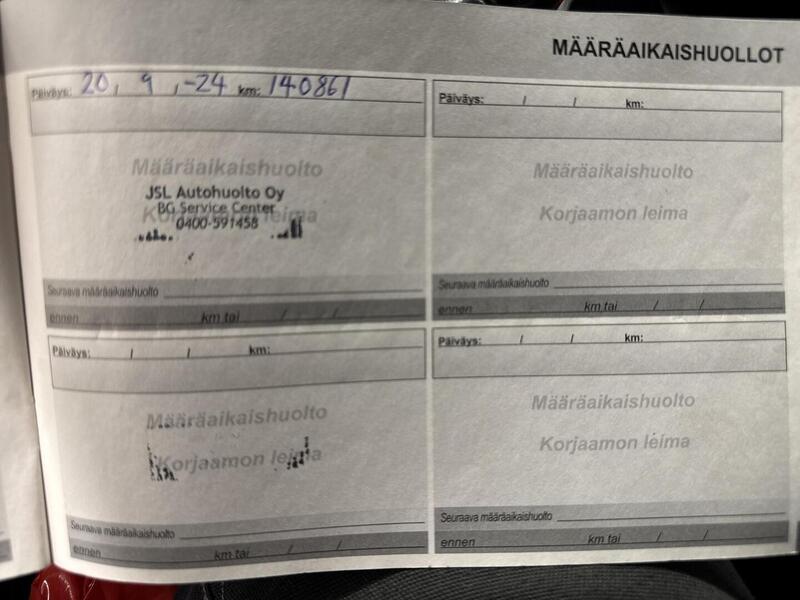 MÄÄRÄAIKAISHUOLLOT
Päiväys: 20 / 9 / -24 km: 140861
Määräaikaishuolto
JSL Autohuolto Oy
BG Service Center
Korjaamon leima
0400-591458
Seuraava määräaikaishuolto
ennen km tai / /
Päiväys: / / km:
Määräaikaishuolto
Korjaamon leima
Seuraava määräaikaishuolto
ennen km tai / /
Päiväys: / / km:
Määräaikaishuolto
Korjaamon leima
Seuraava määräaikaishuolto
ennen km tai / /
Päiväys: / / km:
Määräaikaishuolto
Korjaamon leima
Seuraava määräaikaishuolto
ennen km tai / /